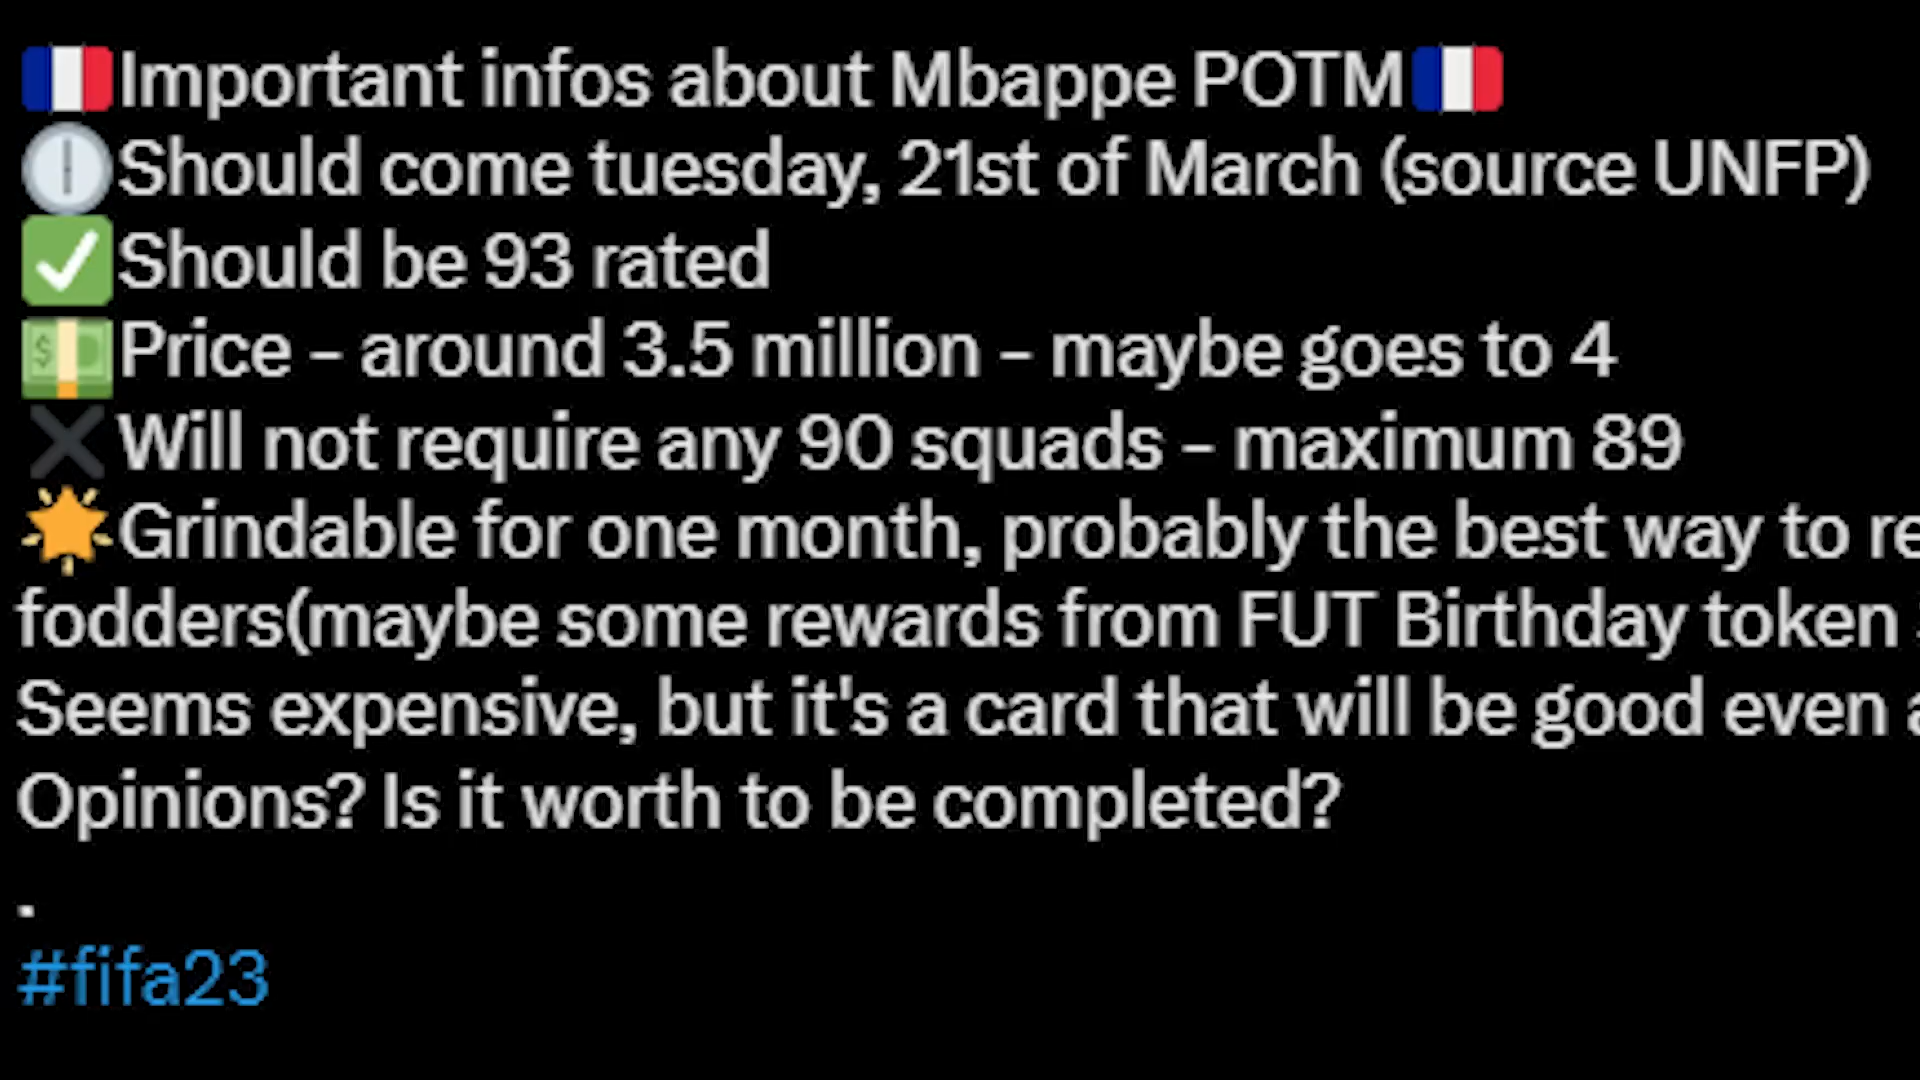 🇫🇷Important infos about Mbappe POTM🇫🇷
🕕Should come tuesday, 21st of March (source UNFP)
✅Should be 93 rated
💵Price – around 3.5 million – maybe goes to 4
✖️Will not require any 90 squads – maximum 89
🌟Grindable for one month, probably the best way to
fodders(maybe some rewards from FUT Birthday token
Seems expensive, but it's a card that will be good even
Opinions? Is it worth to be completed?
.
#fifa23